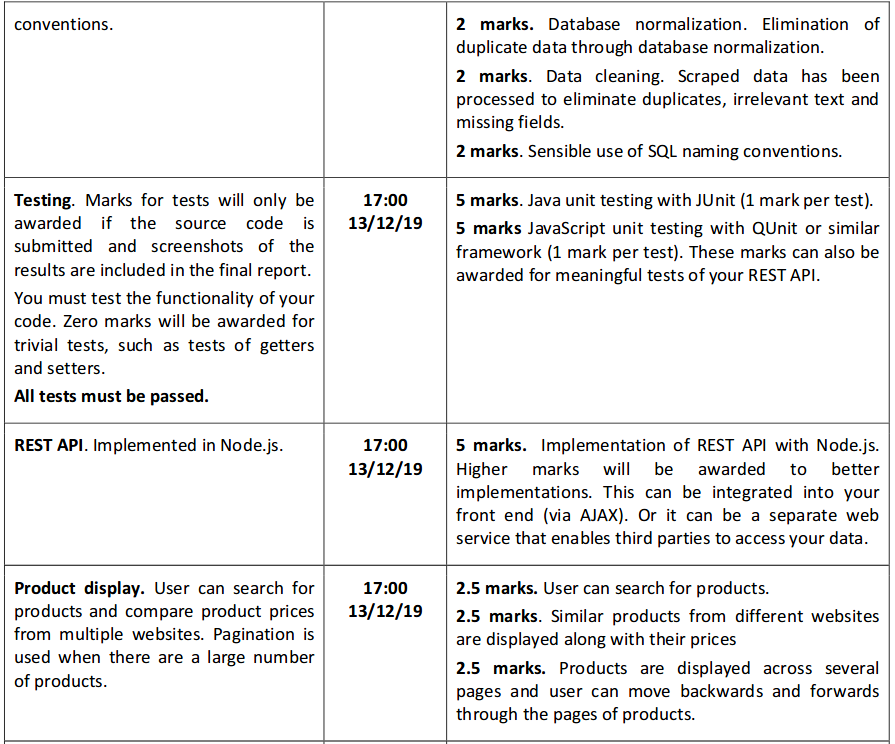 conventions.
2 marks. Database normalization. Elimination of
duplicate data through database normalization.
2 marks. Data cleaning. Scraped data has been
processed to eliminate duplicates, irrelevant text and
missing fields.
2 marks. Sensible use of SQL naming conventions.
Testing. Marks for tests will only be
awarded if the source code is
submitted and screenshots of the
results are included in the final report.
You must test the functionality of your
code. Zero marks will be awarded for
trivial tests, such as tests of getters
and setters.
All tests must be passed.
17:00
13/12/19
5 marks. Java unit testing with JUnit (1 mark per test).
5 marks JavaScript unit testing with QUnit or similar
framework (1 mark per test). These marks can also be
awarded for meaningful tests of your REST API.
REST API. Implemented in Node.js.
17:00
13/12/19
5 marks. Implementation of REST API with Node.js.
Higher marks will be awarded to better
implementations. This can be integrated into your
front end (via AJAX). Or it can be a separate web
service that enables third parties to access your data.
Product display. User can search for
products and compare product prices
from multiple websites. Pagination is
used when there are a large number
of products.
17:00
13/12/19
2.5 marks. User can search for products.
2.5 marks. Similar products from different websites
are displayed along with their prices
2.5 marks. Products are displayed across several
pages and user can move backwards and forwards
through the pages of products.